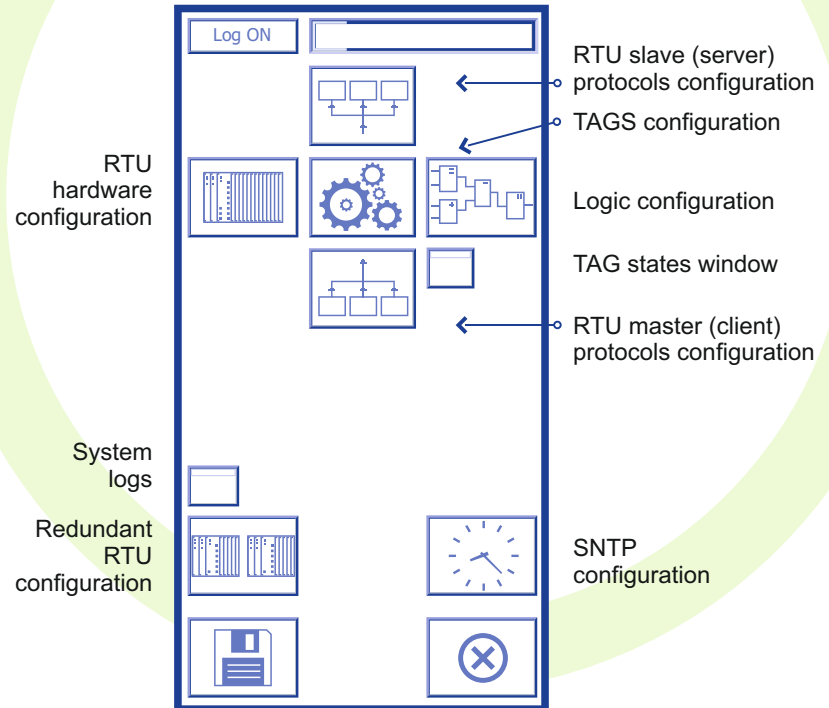 Log ON
RTU slave (server)
protocols configuration
TAGS configuration
RTU
hardware
configuration
Logic configuration
TAG states window
RTU master (client)
protocols configuration
System
logs
Redundant
RTU
configuration
SNTP
configuration